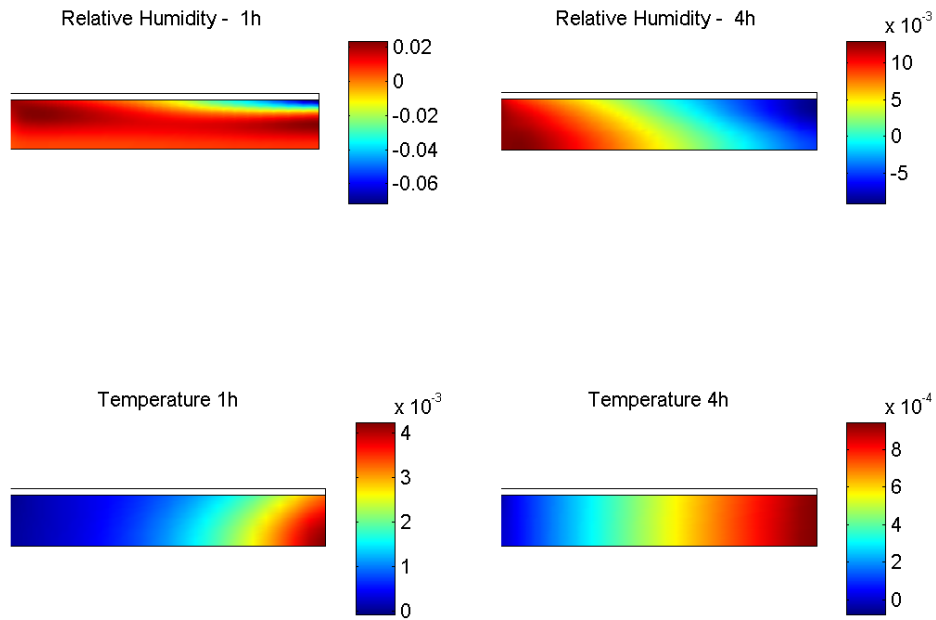 Relative Humidity - 1h
0.02
0
-0.02
-0.04
-0.06
Relative Humidity - 4h
x 10-3
10
5
0
-5
Temperature 1h
x 10-3
4
3
2
1
0
Temperature 4h
x 10-4
8
6
4
2
0